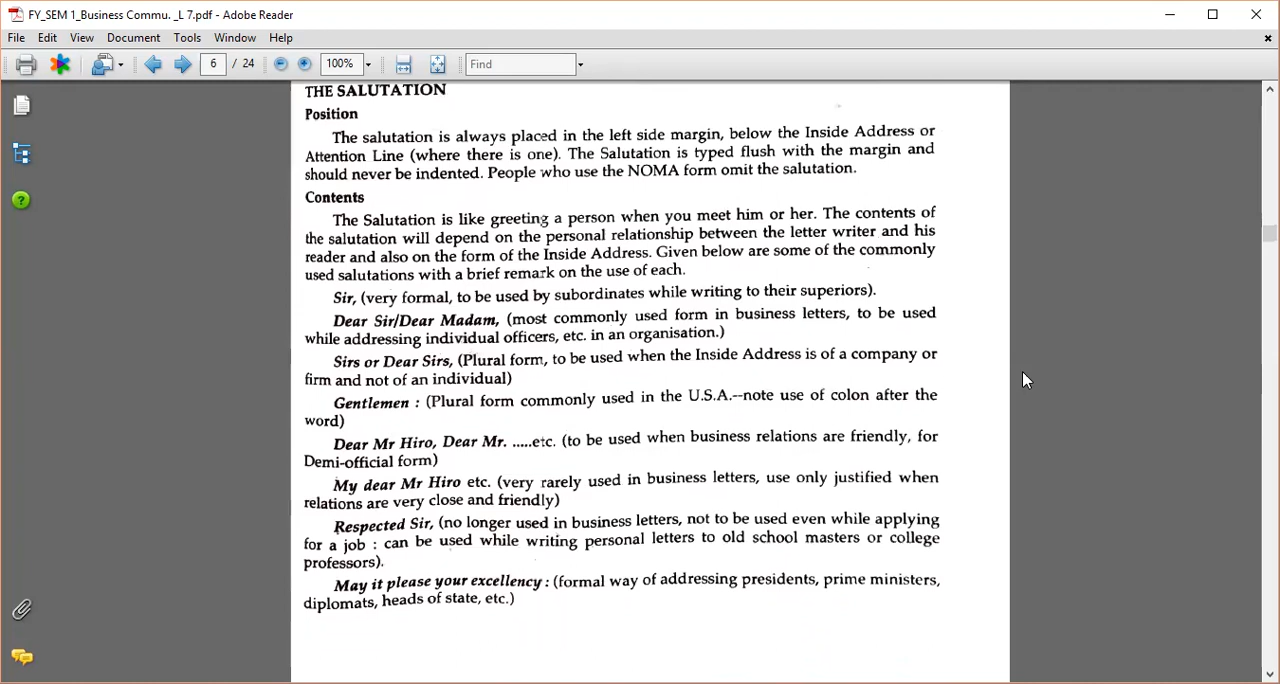 FY_SEM 1_Business Commu. _L 7.pdf - Adobe Reader
File Edit View Document Tools Window Help
6 / 24 100% Find
THE SALUTATION
Position
The salutation is always placed in the left side margin, below the Inside Address or
Attention Line (where there is one). The Salutation is typed flush with the margin and
should never be indented. People who use the NOMA form omit the salutation.
Contents
The Salutation is like greeting a person when you meet him or her. The contents of
the salutation will depend on the personal relationship between the letter writer and his
reader and also on the form of the Inside Address. Given below are some of the commonly
used salutations with a brief remark on the use of each.
Sir, (very formal, to be used by subordinates while writing to their superiors).
Dear Sir/Dear Madam, (most commonly used form in business letters, to be used
while addressing individual officers, etc. in an organisation.)
Sirs or Dear Sirs, (Plural form, to be used when the Inside Address is of a company or
firm and not of an individual)
Gentlemen : (Plural form commonly used in the U.S.A.--note use of colon after the
word)
Dear Mr Hiro, Dear Mr. .....etc. (to be used when business relations are friendly, for
Demi-official form)
My dear Mr Hiro etc. (very rarely used in business letters, use only justified when
relations are very close and friendly)
Respected Sir, (no longer used in business letters, not to be used even while applying
for a job : can be used while writing personal letters to old school masters or college
professors).
May it please your excellency : (formal way of addressing presidents, prime ministers,
diplomats, heads of state, etc.)